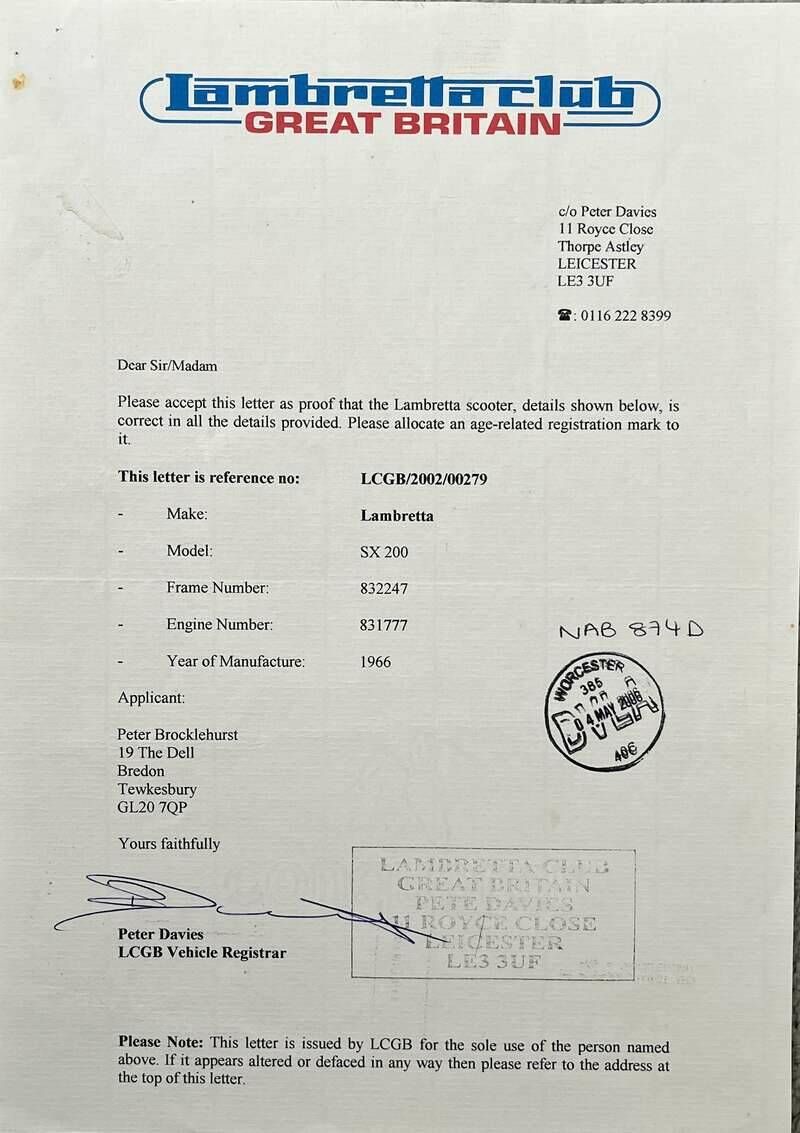 Lambretta club
GREAT BRITAIN
c/o Peter Davies
11 Royce Close
Thorpe Astley
LEICESTER
LE3 3UF
☎: 0116 222 8399
Dear Sir/Madam
Please accept this letter as proof that the Lambretta scooter, details shown below, is
correct in all the details provided. Please allocate an age-related registration mark to
it.
This letter is reference no: LCGB/2002/00279
- Make: Lambretta
- Model: SX 200
- Frame Number: 832247
- Engine Number: 831777
- Year of Manufacture: 1966
NAB 874D
WORCESTER
385
04 MAY 2006
DVLA
Applicant:
Peter Brocklehurst
19 The Dell
Bredon
Tewkesbury
GL20 7QP
Yours faithfully
Peter Davies
LCGB Vehicle Registrar
LAMBRETTA CLUB
GREAT BRITAIN
PETE DAVIES
11 ROYCE CLOSE
LEICESTER
LE3 3UF
Please Note: This letter is issued by LCGB for the sole use of the person named
above. If it appears altered or defaced in any way then please refer to the address at
the top of this letter.